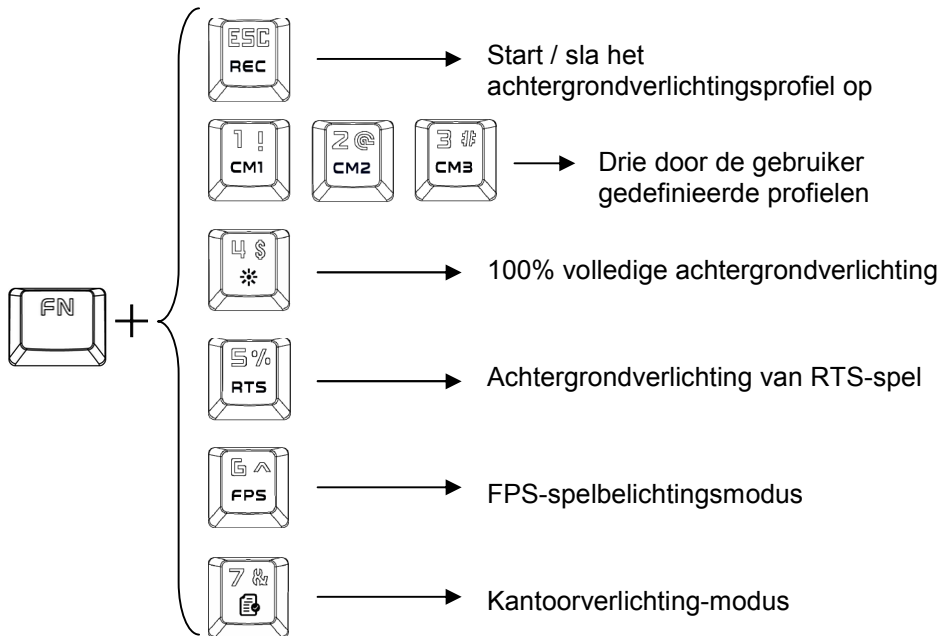 ESC
REC
Start / sla het
achtergrondverlichtingsprofiel op
1 ! 2 @ 3 #
CM1 CM2 CM3
Drie door de gebruiker
gedefinieerde profielen
4 $
100% volledige achtergrondverlichting
FN +
5 %
RTS
Achtergrondverlichting van RTS-spel
6 ^
FPS
FPS-spelbelichtingsmodus
7 &
Kantoorverlichting-modus